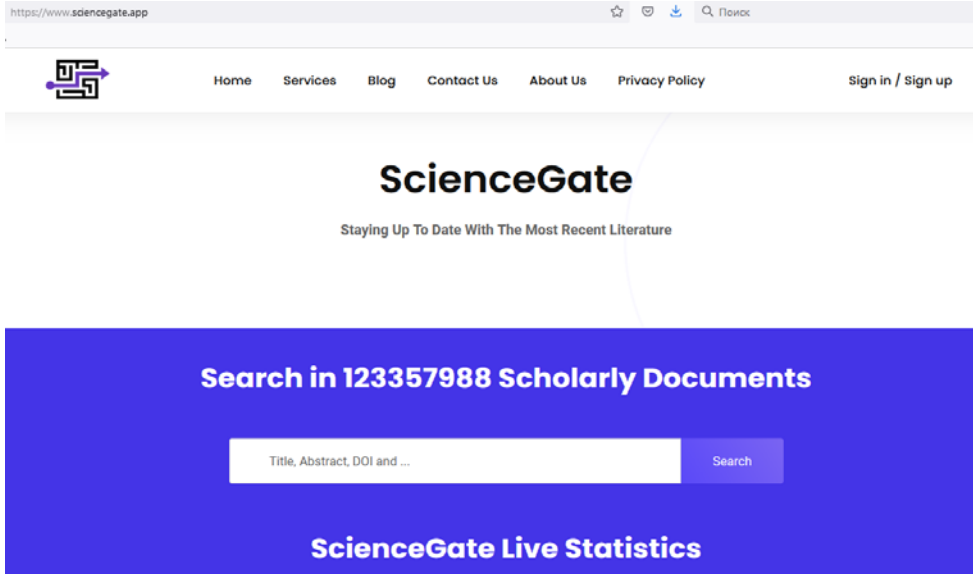 https://www.sciencegate.app Поиск
Home Services Blog Contact Us About Us Privacy Policy Sign in / Sign up
ScienceGate
Staying Up To Date With The Most Recent Literature
Search in 123357988 Scholarly Documents
Title, Abstract, DOI and ... Search
ScienceGate Live Statistics